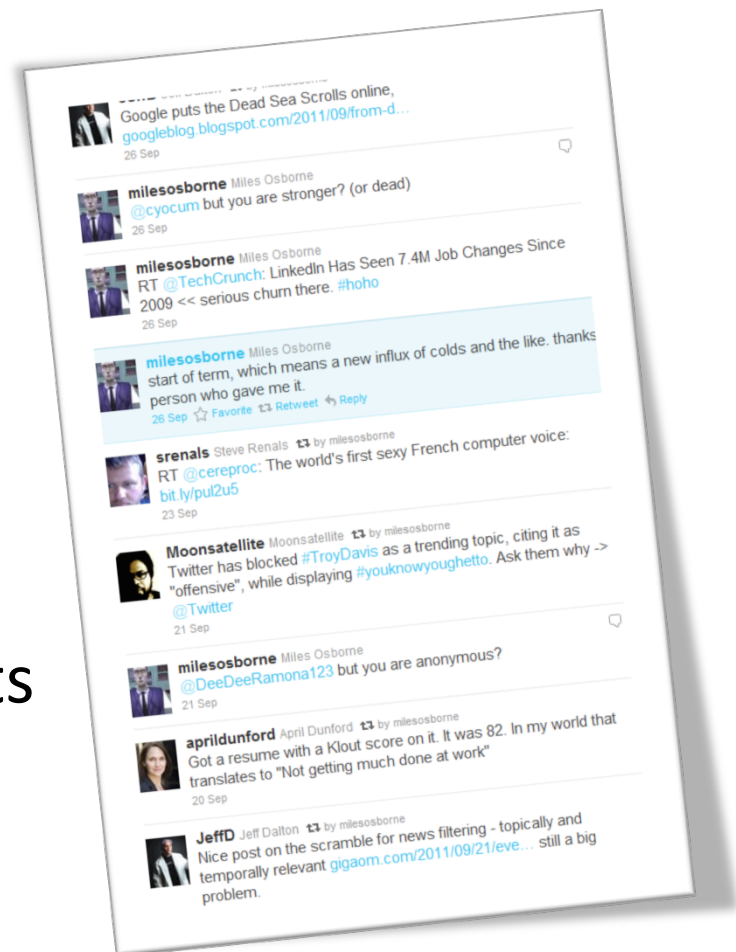 JeffD Jeff Dalton by milesosborne
Google puts the Dead Sea Scrolls online,
googleblog.blogspot.com/2011/09/from-d…
26 Sep
milesosborne Miles Osborne
@cyocum but you are stronger? (or dead)
26 Sep
milesosborne Miles Osborne
RT @TechCrunch: LinkedIn Has Seen 7.4M Job Changes Since
2009 << serious churn there. #hoho
26 Sep
milesosborne Miles Osborne
start of term, which means a new influx of colds and the like. thanks
person who gave me it.
26 Sep Favorite Retweet Reply
srenals Steve Renals by milesosborne
RT @cereproc: The world's first sexy French computer voice:
bit.ly/pul2u5
23 Sep
Moonsatellite Moonsatellite by milesosborne
Twitter has blocked #TroyDavis as a trending topic, citing it as
"offensive", while displaying #youknowyoughetto. Ask them why ->
@Twitter
21 Sep
ts
milesosborne Miles Osborne
@DeeDeeRamona123 but you are anonymous?
21 Sep
aprildunford April Dunford by milesosborne
Got a resume with a Klout score on it. It was 82. In my world that
translates to "Not getting much done at work"
20 Sep
JeffD Jeff Dalton by milesosborne
Nice post on the scramble for news filtering - topically and
temporally relevant gigaom.com/2011/09/21/eve… still a big
problem.